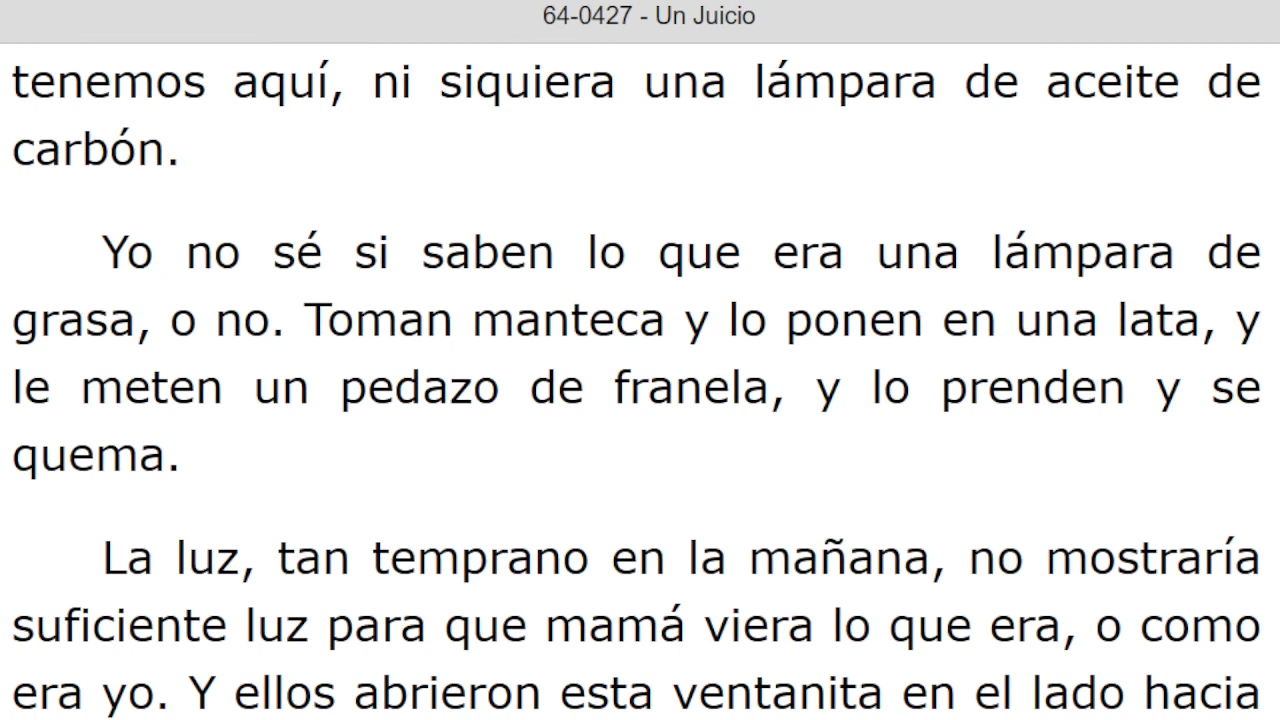 64-0427 - Un Juicio
tenemos aquí, ni siquiera una lámpara de aceite de
carbón.
Yo no sé si saben lo que era una lámpara de
grasa, o no. Toman manteca y lo ponen en una lata, y
le meten un pedazo de franela, y lo prenden y se
quema.
La luz, tan temprano en la mañana, no mostraría
suficiente luz para que mamá viera lo que era, o como
era yo. Y ellos abrieron esta ventanita en el lado hacia